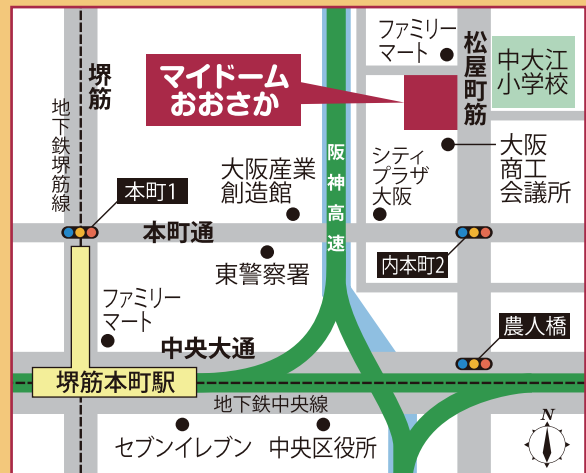 ファミリー
マート
松屋町筋
中大江
小学校
堺筋
マイドーム
おおさか
地下鉄堺筋線
阪神高速
シティ
プラザ
大阪
大阪
商工
会議所
大阪産業
創造館
本町1
本町通
内本町2
東警察署
ファミリー
マート
中央大通
農人橋
堺筋本町駅
地下鉄中央線
セブンイレブン
中央区役所
N